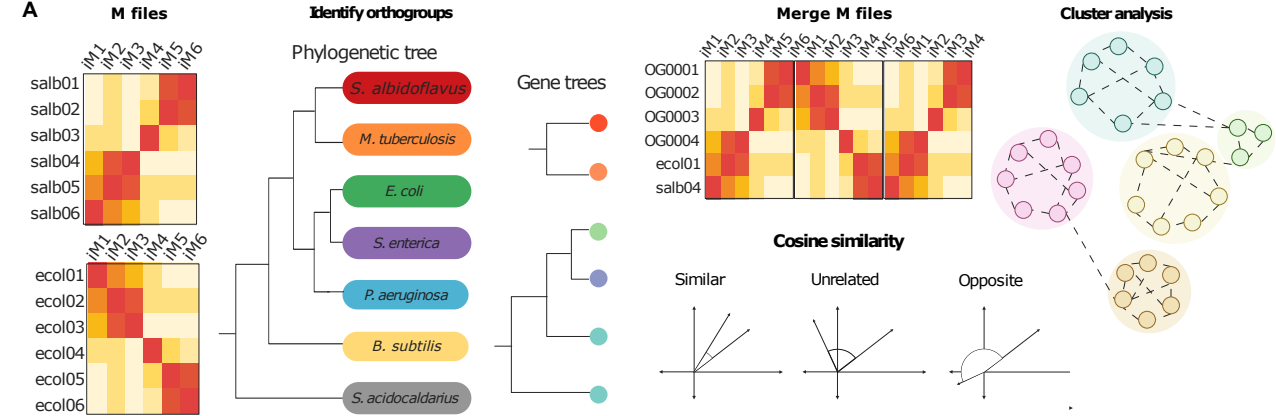 A
M files
iM1 iM2 iM3 iM4 iM5 iM6
salb01
salb02
salb03
salb04
salb05
salb06
iM1 iM2 iM3 iM4 iM5 iM6
ecol01
ecol02
ecol03
ecol04
ecol05
ecol06
Identify orthogroups
Phylogenetic tree
S. albidoflavus
M. tuberculosis
E. coli
S. enterica
P. aeruginosa
B. subtilis
S. acidocaldarius
Gene trees
Merge M files
iM1 iM2 iM3 iM4 iM5 iM6 iM1 iM2 iM3 iM4 iM5 iM6 iM1 iM2 iM3 iM4
OG0001
OG0002
OG0003
OG0004
ecol01
salb04
Cosine similarity
Similar
Unrelated
Opposite
Cluster analysis